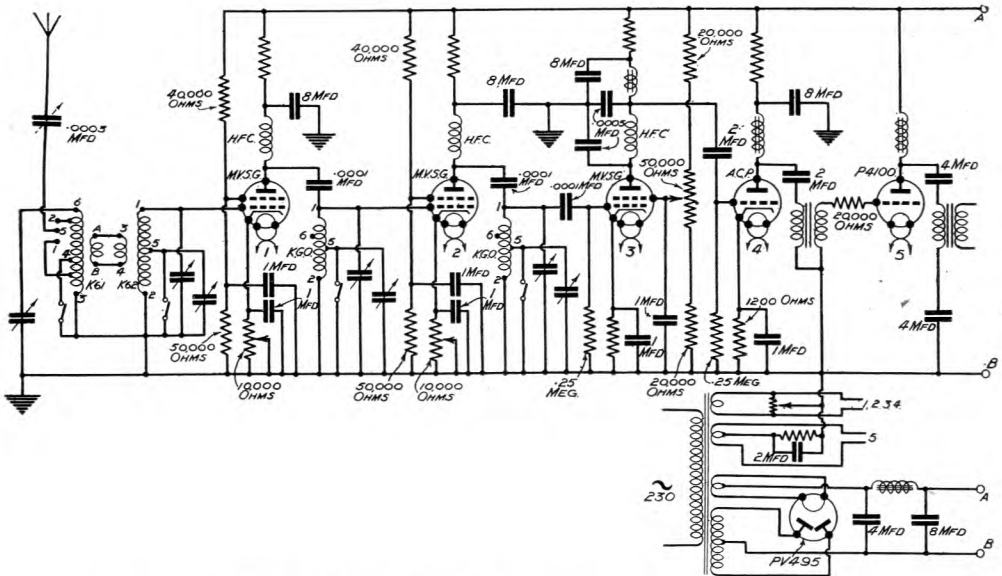 A
20,000
OHMS
40,000
OHMS
40,000
OHMS
8 MFD
8 MFD
8 MFD
8 MFD
.0005
MFD
H.F.C.
H.F.C.
.0005
MFD
H.F.C
2
MFD
50,000
OHMS
M.V.S.G
M.V.S.G
M.V.S.G
A.C.P.
P4100
4 MFD
.0001
MFD
.0001
MFD
.0001 MFD
2
MFD
20,000
OHMS
6
2
5
1
4
3
A
B
K61
3
4
1
5
2
K62
1
1
6
5
2
K.G.O.
2
1
6
5
2
K.G.O.
3
4
5
1 MFD
1
MFD
1 MFD
1
MFD
1 MFD
1
MFD
1200 OHMS
1 MFD
4 MFD
50,000
OHMS
10,000
OHMS
50,000
OHMS
10,000
OHMS
.25
MEG.
20,000
OHMS
.25 MEG
B
1,2,3,4.
5
2 MFD
~
230
PV495
4 MFD
8 MFD
A
B